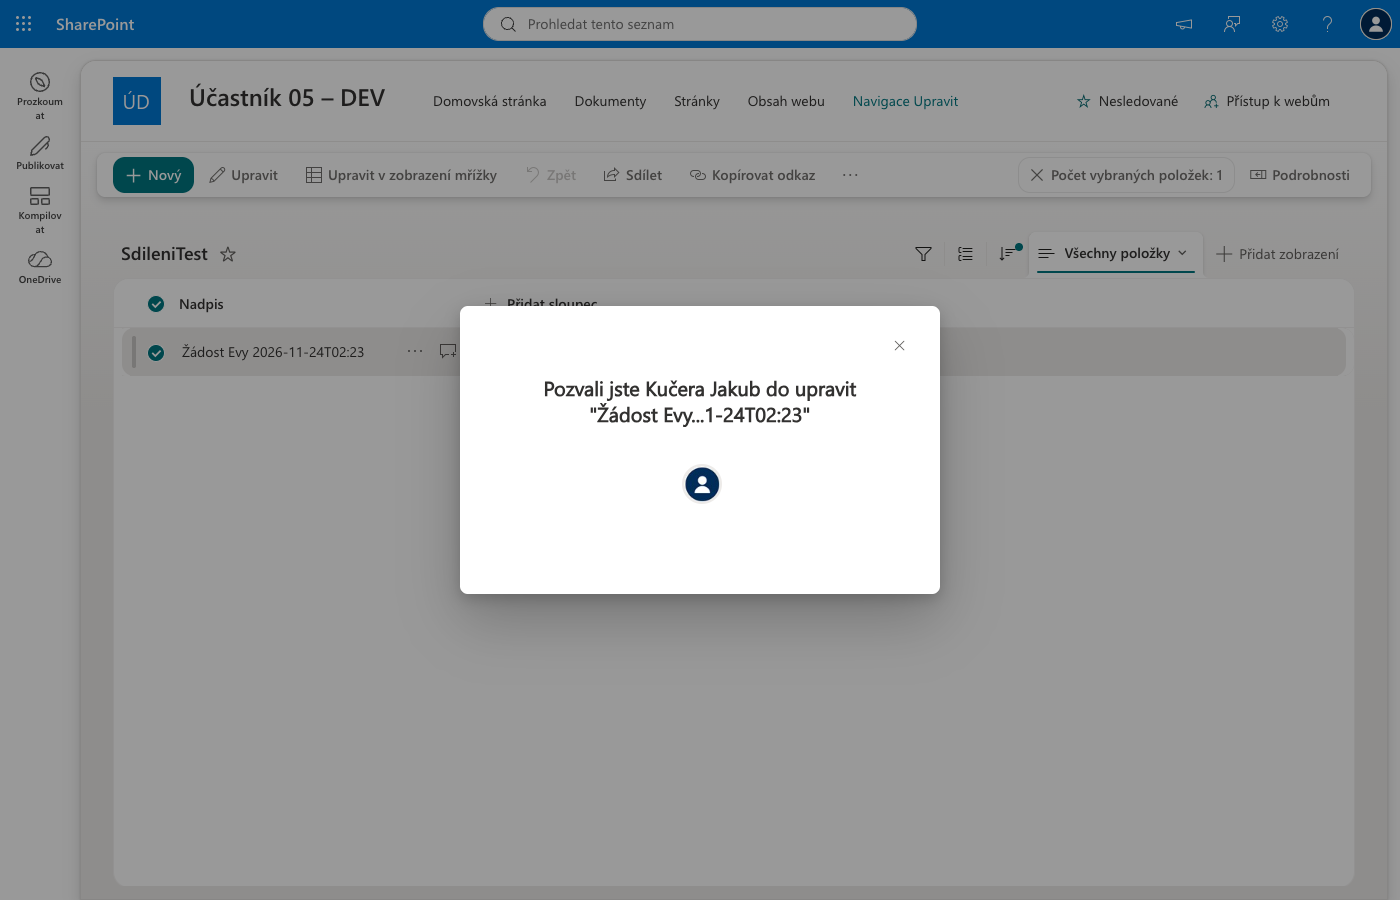 SharePoint
Prohledat tento seznam
Prozkoum
at
Publikovat
Kompilov
at
OneDrive
ÚD
Účastník 05 – DEV
Domovská stránka
Dokumenty
Stránky
Obsah webu
Navigace Upravit
Nesledované
Přístup k webům
Nový
Upravit
Upravit v zobrazení mřížky
Zpět
Sdílet
Kopírovat odkaz
Počet vybraných položek: 1
Podrobnosti
SdileniTest
Všechny položky
Přidat zobrazení
Nadpis
Přidat sloupec
Žádost Evy 2026-11-24T02:23
Pozvali jste Kučera Jakub do upravit
"Žádost Evy...1-24T02:23"